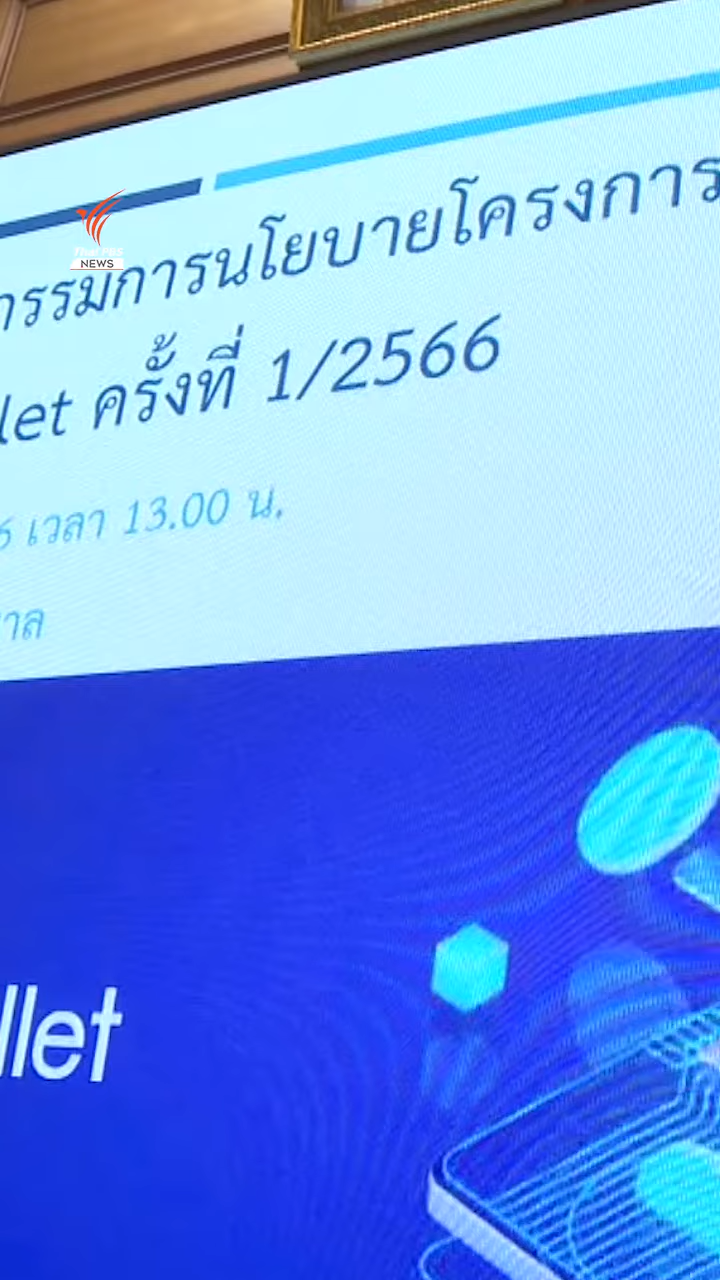 Thai PBS
NEWS
กรรมการนโยบายโครงการ
llet ครั้งที่ 1/2566
6 เวลา 13.00 น.
าล
llet